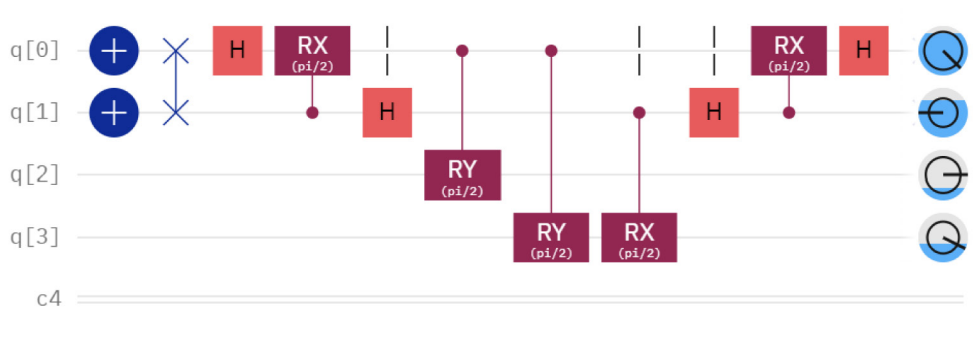 q[0] H RX (pi/2) RX (pi/2) H
q[1] H H
q[2] RY (pi/2)
q[3] RY (pi/2) RX (pi/2)
c4